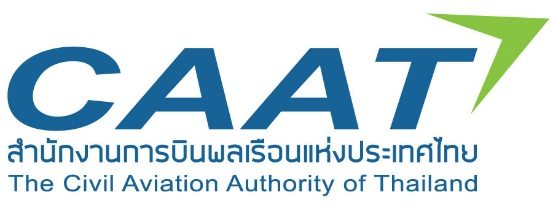 CAAT
สำนักงานการบินพลเรือนแห่งประเทศไทย
The Civil Aviation Authority of Thailand